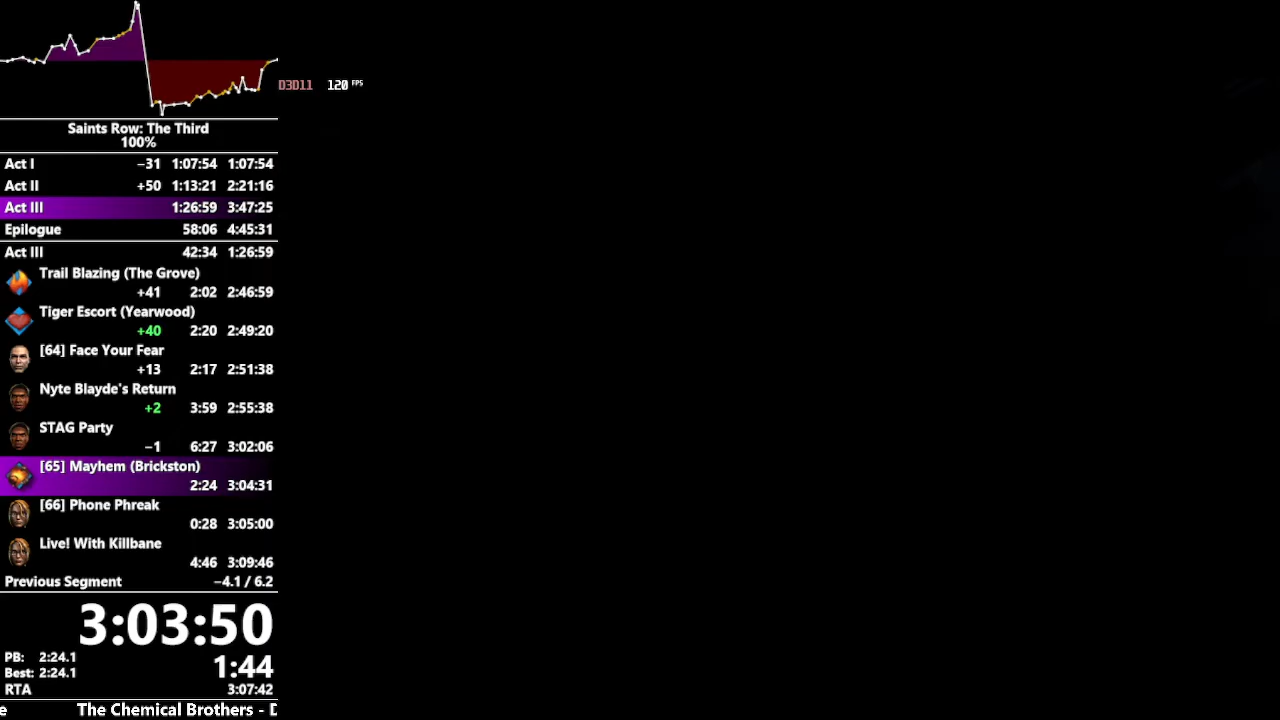 D3D11 120 FPS
Saints Row: The Third
100%
Act I −31 1:07:54 1:07:54
Act II +50 1:13:21 2:21:16
Act III 1:26:59 3:47:25
Epilogue 58:06 4:45:31
Act III 42:34 1:26:59
Trail Blazing (The Grove)
+41 2:02 2:46:59
Tiger Escort (Yearwood)
+40 2:20 2:49:20
[64] Face Your Fear
+13 2:17 2:51:38
Nyte Blayde's Return
+2 3:59 2:55:38
STAG Party
−1 6:27 3:02:06
[65] Mayhem (Brickston)
2:24 3:04:31
[66] Phone Phreak
0:28 3:05:00
Live! With Killbane
4:46 3:09:46
Previous Segment −4.1 / 6.2
3:03:50
PB: 2:24.1
Best: 2:24.1
1:44
RTA 3:07:42
e The Chemical Brothers - D